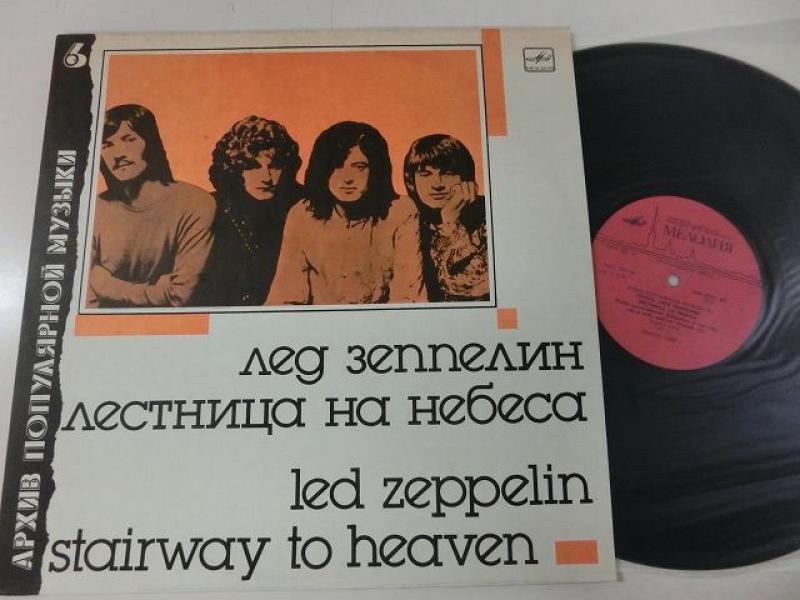 6
АРХИВ ПОПУЛЯРНОЙ МУЗЫКИ
лед зеппелин
лестница на небеса
led zeppelin
stairway to heaven
МЕЛОДИЯ